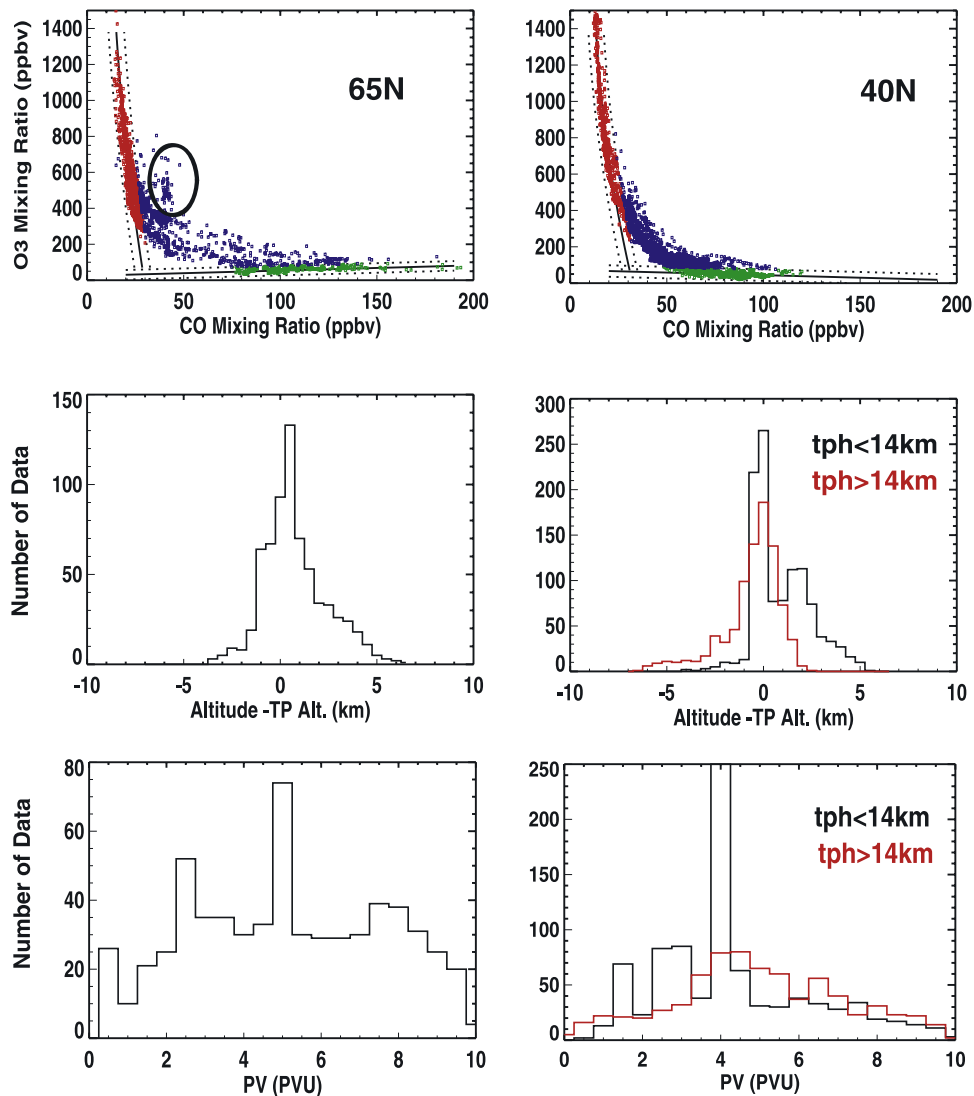 O3 Mixing Ratio (ppbv)
1400
1200
1000
800
600
400
200
0
65N
0 50 100 150 200
CO Mixing Ratio (ppbv)
1400
1200
1000
800
600
400
200
0
40N
0 50 100 150 200
CO Mixing Ratio (ppbv)
Number of Data
150
100
50
0
-10 -5 0 5 10
Altitude -TP Alt. (km)
300
250
200
150
100
50
0
tph<14km
tph>14km
-10 -5 0 5 10
Altitude -TP Alt. (km)
Number of Data
80
60
40
20
0
0 2 4 6 8 10
PV (PVU)
250
200
150
100
50
0
tph<14km
tph>14km
0 2 4 6 8 10
PV (PVU)